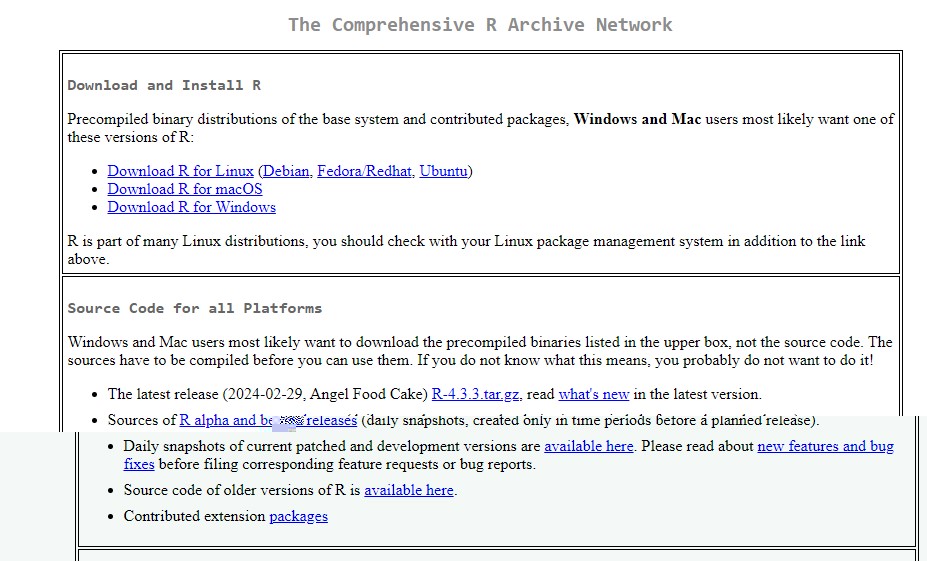 The Comprehensive R Archive Network
Download and Install R
Precompiled binary distributions of the base system and contributed packages, Windows and Mac users most likely want one of
these versions of R:
• Download R for Linux (Debian, Fedora/Redhat, Ubuntu)
• Download R for macOS
• Download R for Windows
R is part of many Linux distributions, you should check with your Linux package management system in addition to the link
above.
Source Code for all Platforms
Windows and Mac users most likely want to download the precompiled binaries listed in the upper box, not the source code. The
sources have to be compiled before you can use them. If you do not know what this means, you probably do not want to do it!
• The latest release (2024-02-29, Angel Food Cake) R-4.3.3.tar.gz, read what's new in the latest version.
• Sources of R alpha and releases (daily snapshots, created only in time periods before a planned release).
• Daily snapshots of current patched and development versions are available here. Please read about new features and bug
fixes before filing corresponding feature requests or bug reports.
• Source code of older versions of R is available here.
• Contributed extension packages